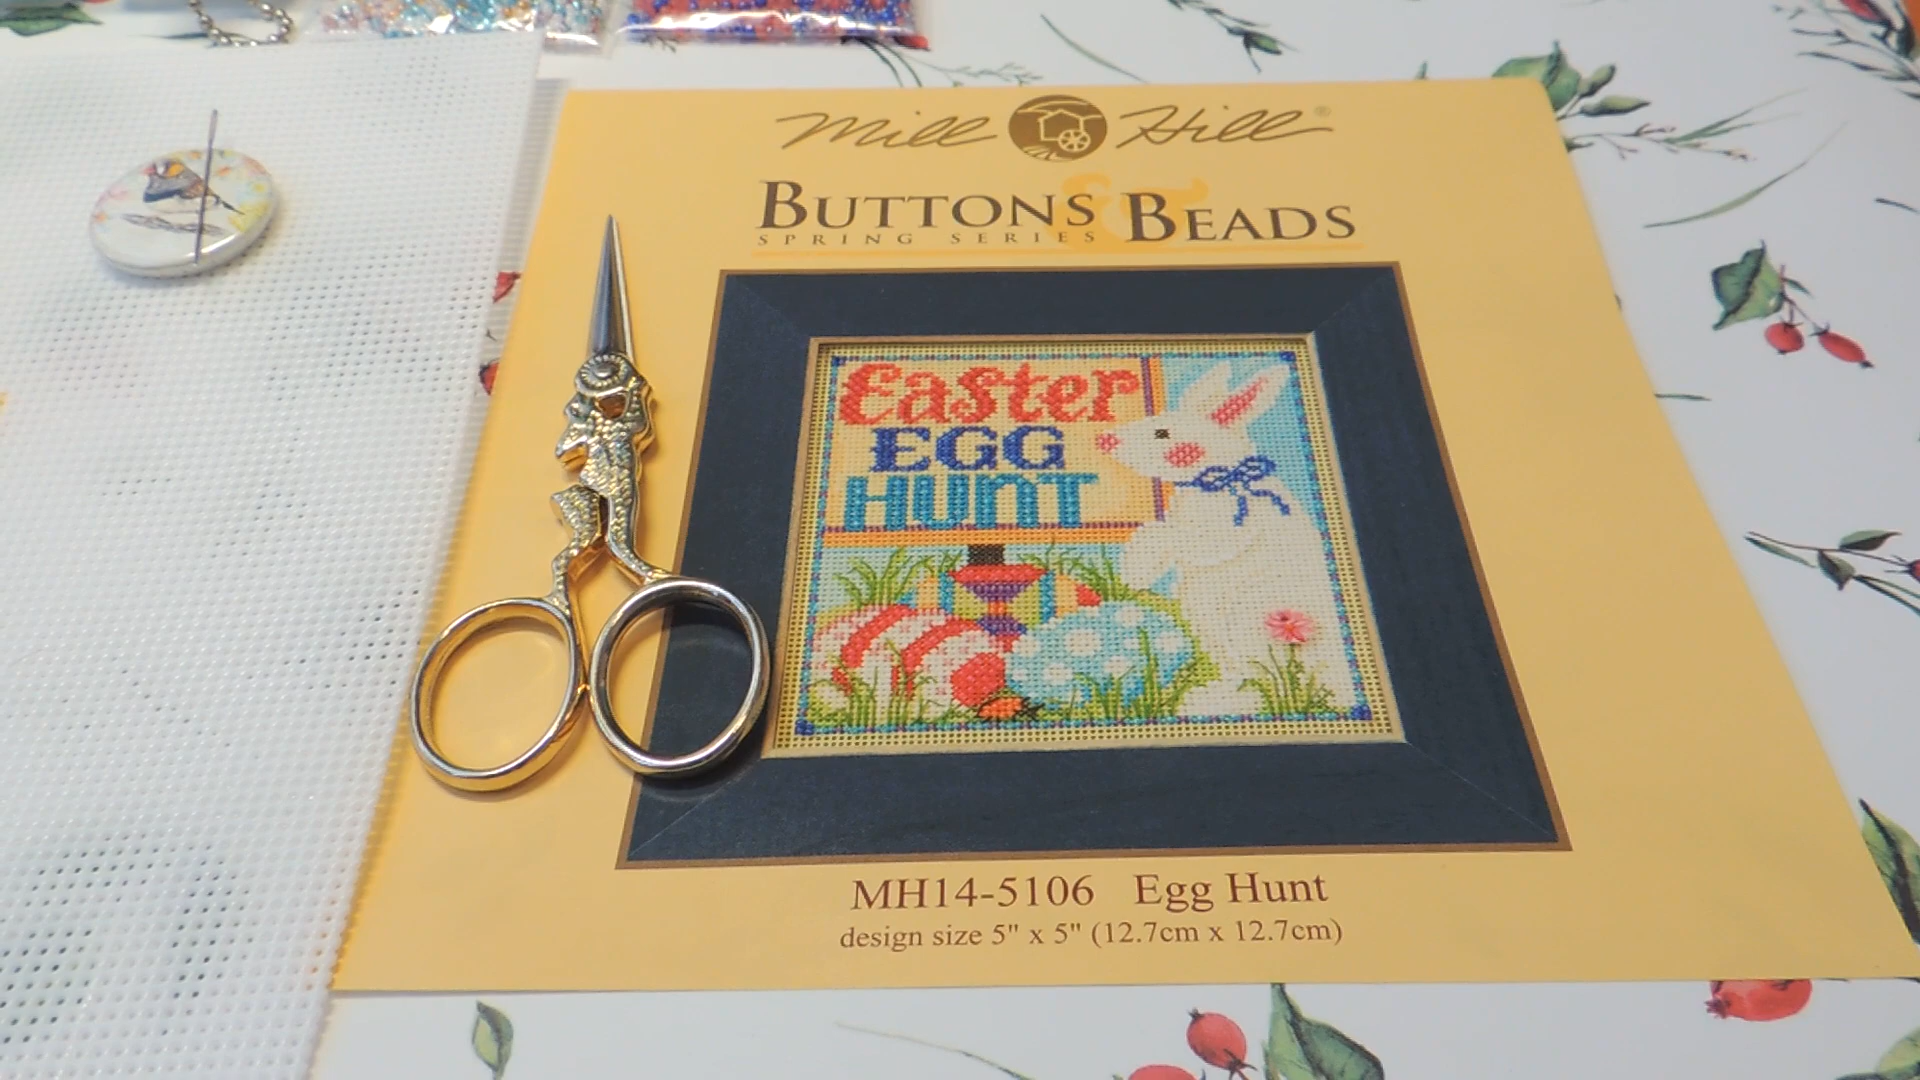 Mill Hill®
BUTTONS & BEADS
SPRING SERIES
Easter
EGG
HUNT
MH14-5106 Egg Hunt
design size 5" x 5" (12.7cm x 12.7cm)